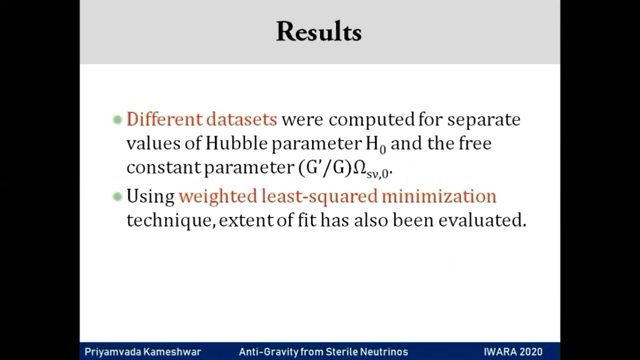 Results
Different datasets were computed for separate
values of Hubble parameter H₀ and the free
constant parameter (G’/G)Ωsν,0.
Using weighted least-squared minimization
technique, extent of fit has also been evaluated.
Priyamvada Kameshwar Anti-Gravity from Sterile Neutrinos IWARA 2020